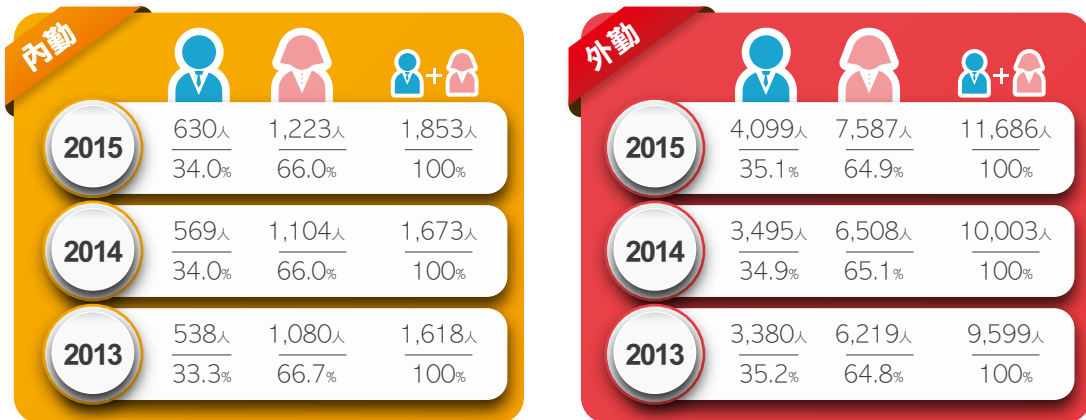 內勤
2015
630人 1,223人 1,853人
34.0% 66.0% 100%
2014
569人 1,104人 1,673人
34.0% 66.0% 100%
2013
538人 1,080人 1,618人
33.3% 66.7% 100%
外勤
2015
4,099人 7,587人 11,686人
35.1% 64.9% 100%
2014
3,495人 6,508人 10,003人
34.9% 65.1% 100%
2013
3,380人 6,219人 9,599人
35.2% 64.8% 100%